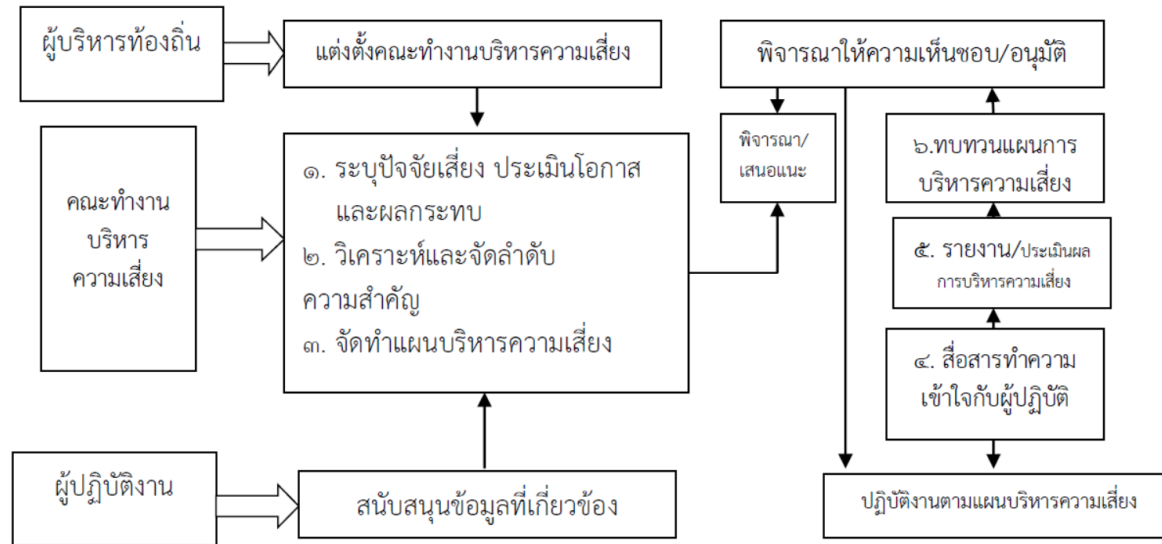 ผู้บริหารท้องถิ่น
แต่งตั้งคณะทำงานบริหารความเสี่ยง
พิจารณาให้ความเห็นชอบ/อนุมัติ
คณะทำงาน
บริหาร
ความเสี่ยง
๑. ระบุปัจจัยเสี่ยง ประเมินโอกาส
และผลกระทบ
๒. วิเคราะห์และจัดลำดับ
ความสำคัญ
๓. จัดทำแผนบริหารความเสี่ยง
พิจารณา/
เสนอแนะ
๖.ทบทวนแผนการ
บริหารความเสี่ยง
๕. รายงาน/ประเมินผล
การบริหารความเสี่ยง
๔. สื่อสารทำความ
เข้าใจกับผู้ปฏิบัติ
ผู้ปฏิบัติงาน
สนับสนุนข้อมูลที่เกี่ยวข้อง
ปฏิบัติงานตามแผนบริหารความเสี่ยง